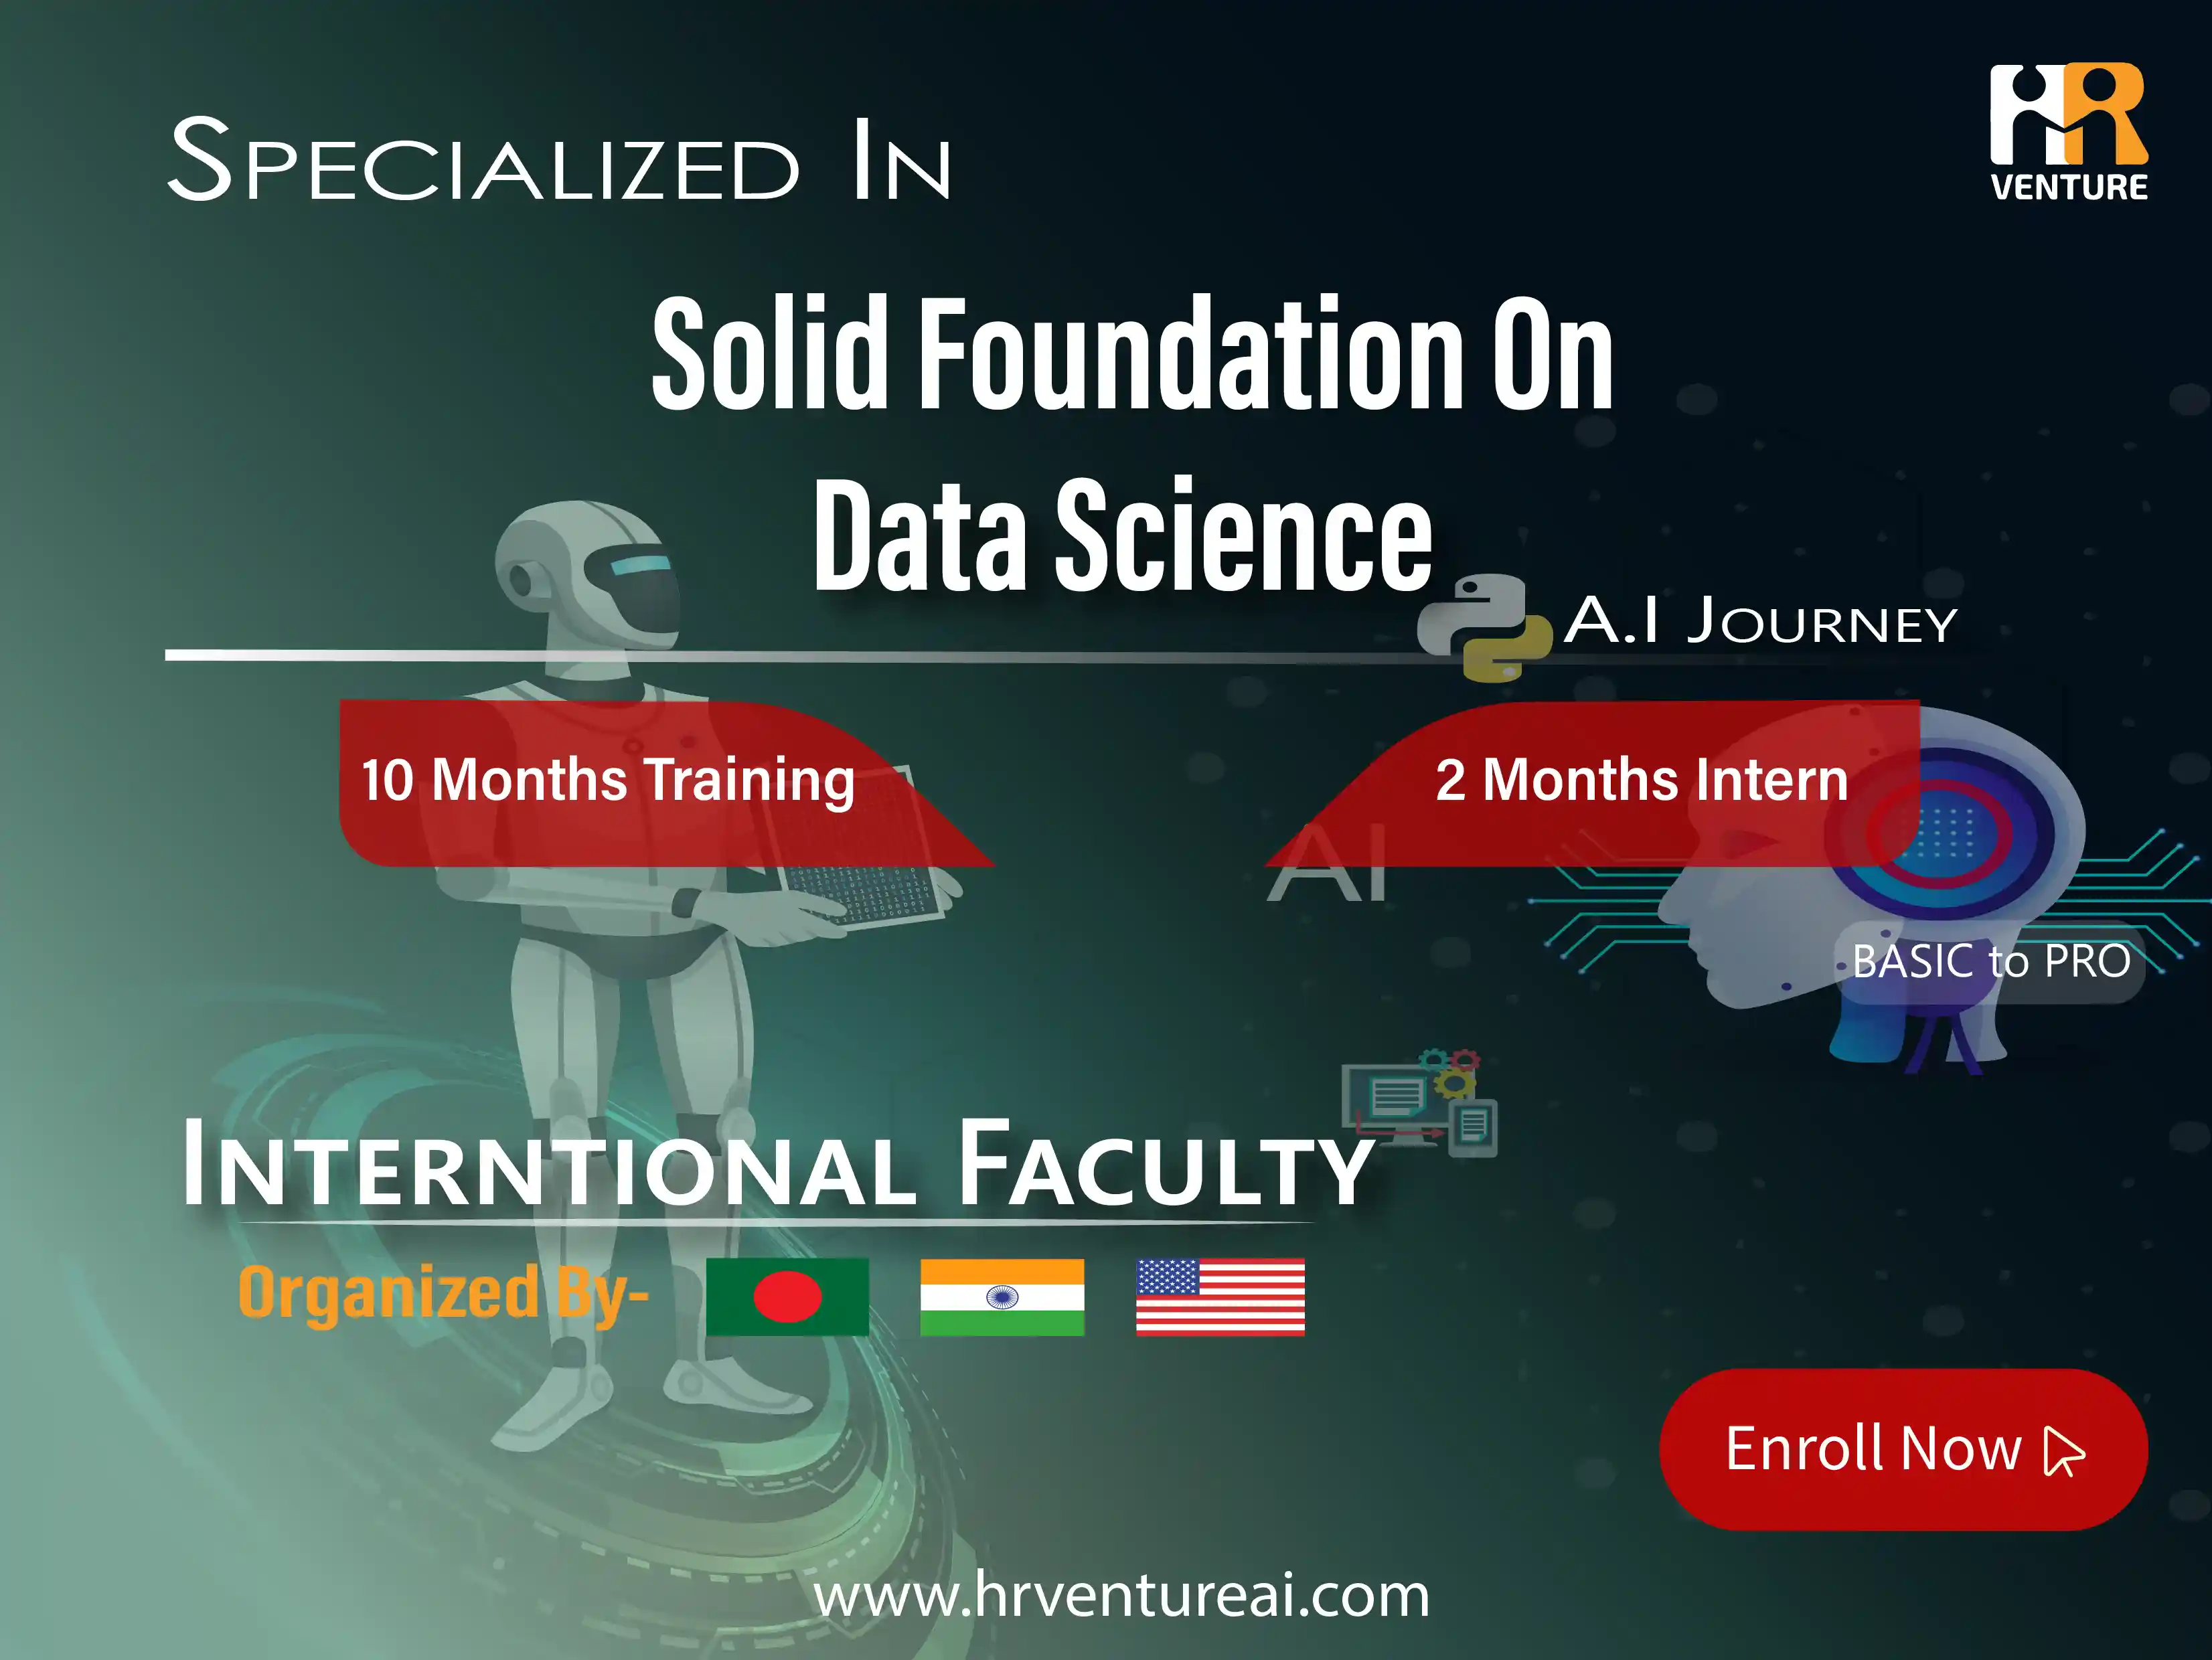 HR
VENTURE
SPECIALIZED IN
Solid Foundation On
Data Science
A.I JOURNEY
10 Months Training
2 Months Intern
AI
BASIC to PRO
INTERNTIONAL FACULTY
Organized By-
Enroll Now
www.hrventureai.com